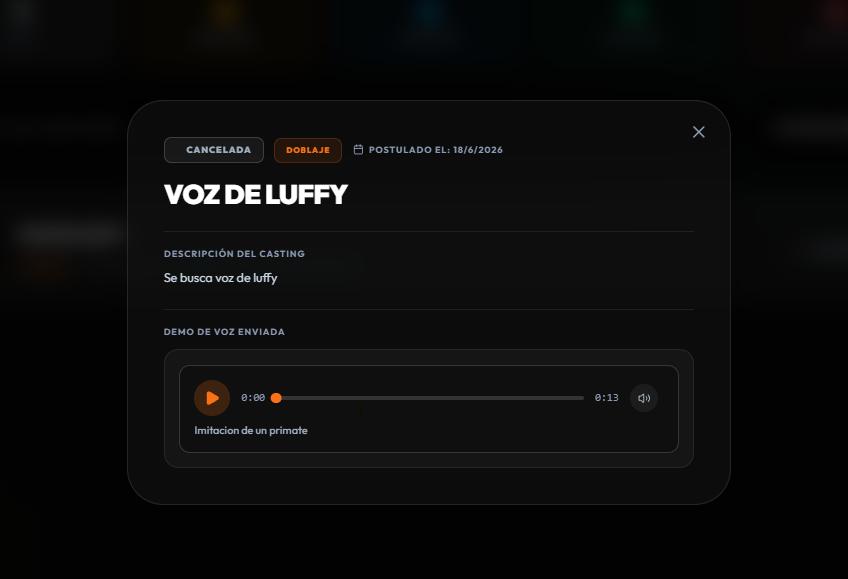 CANCELADA DOBLAJE POSTULADO EL: 18/6/2026
VOZ DE LUFFY
DESCRIPCIÓN DEL CASTING
Se busca voz de luffy
DEMO DE VOZ ENVIADA
0:00 0:13
Imitacion de un primate